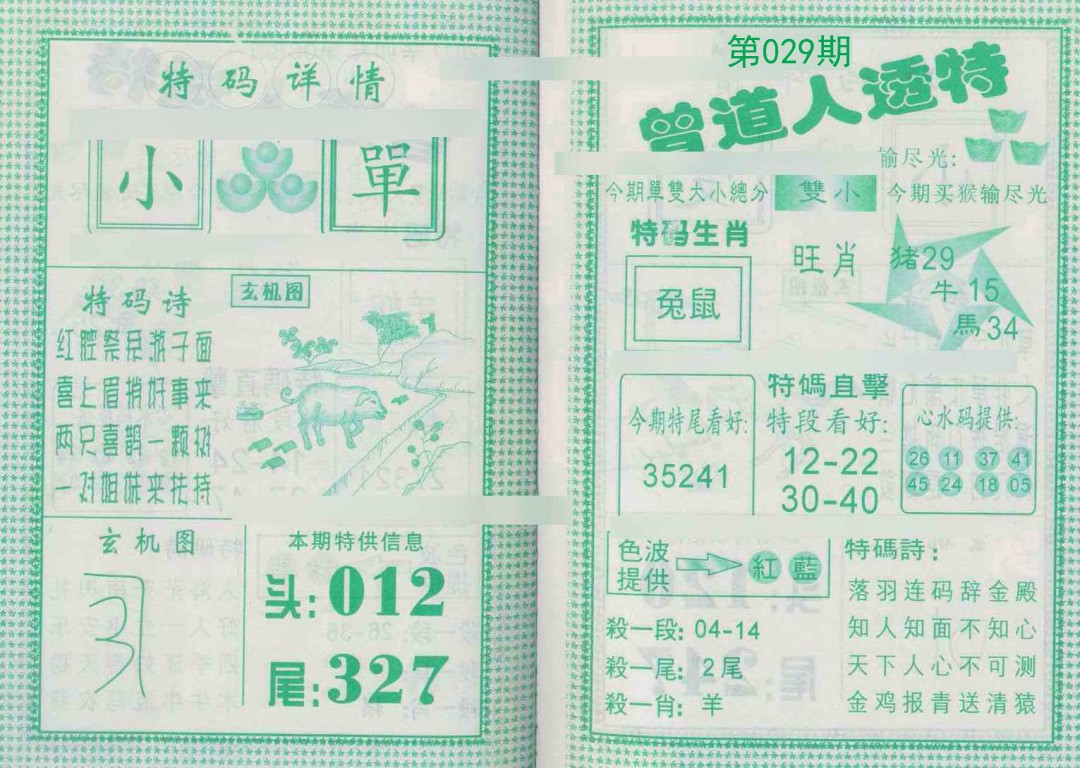 特码详情
小
單
特码诗
玄机图
红腔祭皂游子面
喜上眉梢好事来
两只喜鹊一颗树
一对姐妹来扶持
玄机图
本期特供信息
头:012
尾:327
第029期
曾道人透特
输尽光:
今期單雙大小總分
雙小
今期买猴输尽光
特码生肖
兔鼠
旺肖
猪29
牛15
馬34
今期特尾看好:
35241
特碼直擊
特段看好:
12-22
30-40
心水码提供:
26 11 37 41
45 24 18 05
色波
提供
紅藍
殺一段: 04-14
殺一尾: 2尾
殺一肖: 羊
特碼詩:
落羽连码辞金殿
知人知面不知心
天下人心不可测
金鸡报青送清猿